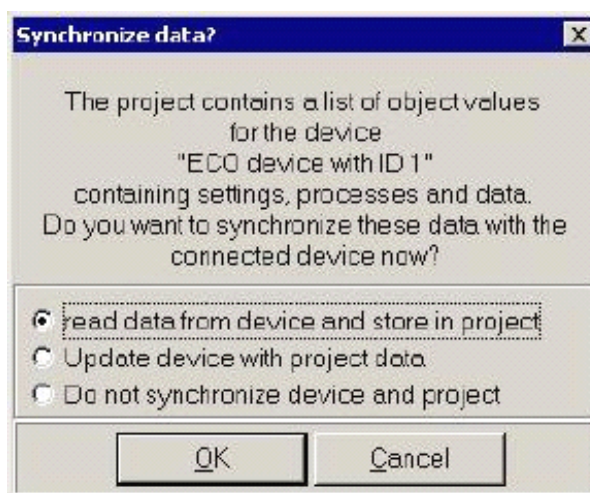 Synchronize data?
The project contains a list of object values
for the device
"ECO device with ID 1"
containing settings, processes and data.
Do you want to synchronize these data with the
connected device now?
read data from device and store in project
Update device with project data
Do not synchronize device and project
OK
Cancel